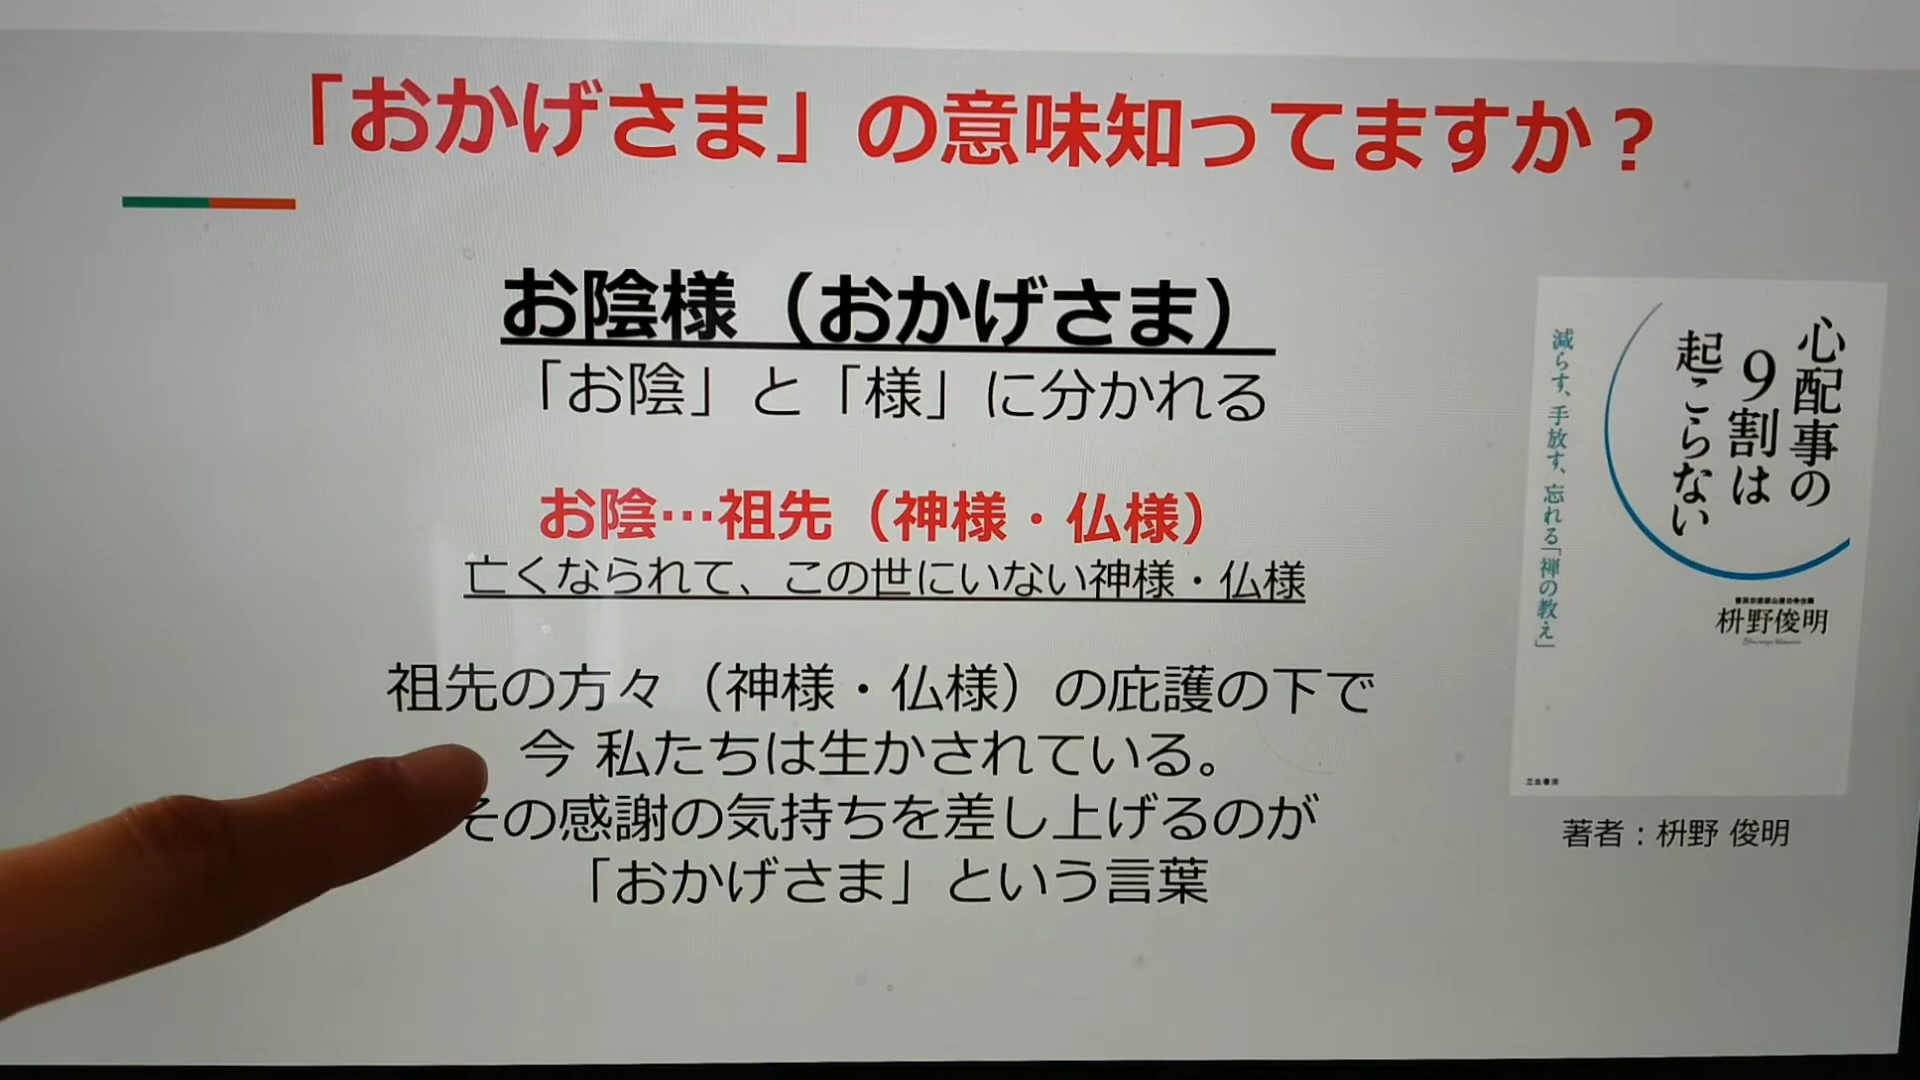 「おかげさま」の意味知ってますか？
お陰様（おかげさま）
「お陰」と「様」に分かれる
お陰…祖先（神様・仏様）
亡くなられて、この世にいない神様・仏様
祖先の方々（神様・仏様）の庇護の下で
今 私たちは生かされている。
その感謝の気持ちを差し上げるのが
「おかげさま」という言葉
心配事の
9割は
起こらない
減らす、手放す、忘れる「禅の教え」
枡野俊明
三笠書房
著者：枡野 俊明